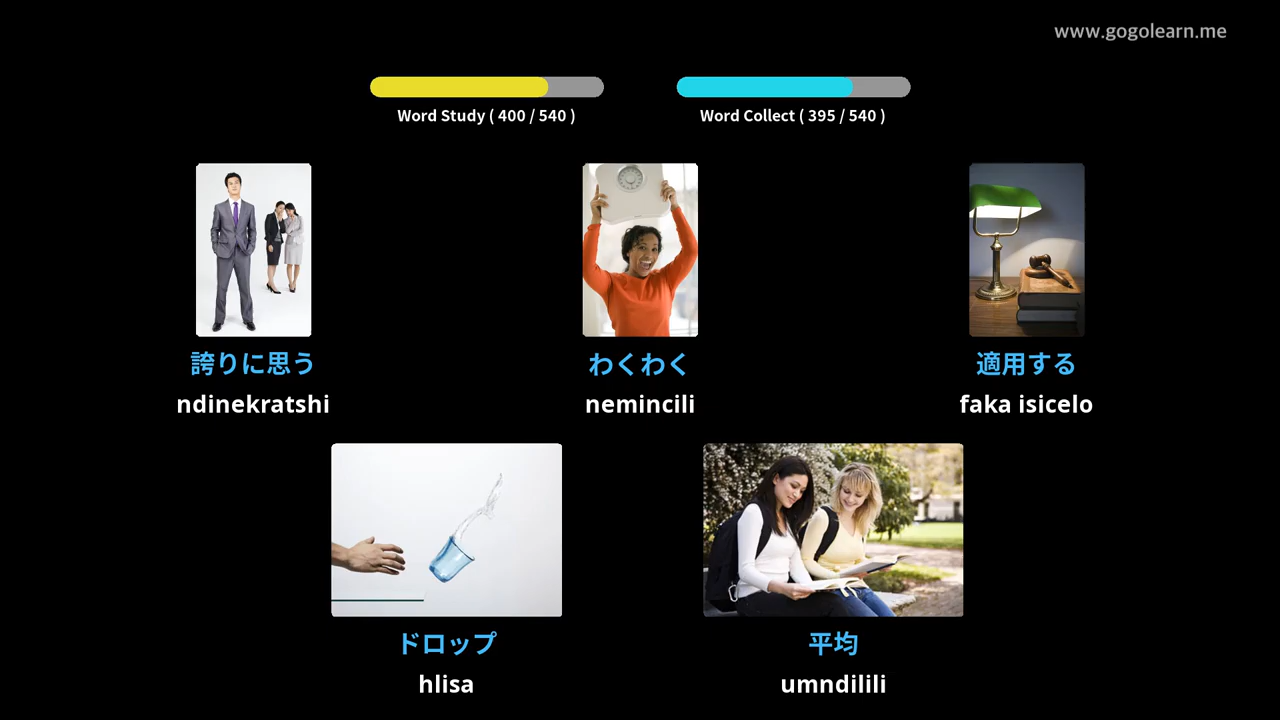 www.gogolearn.me
Word Study ( 400 / 540 )
Word Collect ( 395 / 540 )
誇りに思う
ndinekratshi
わくわく
nemincili
適用する
faka isicelo
ドロップ
hlisa
平均
umndilili